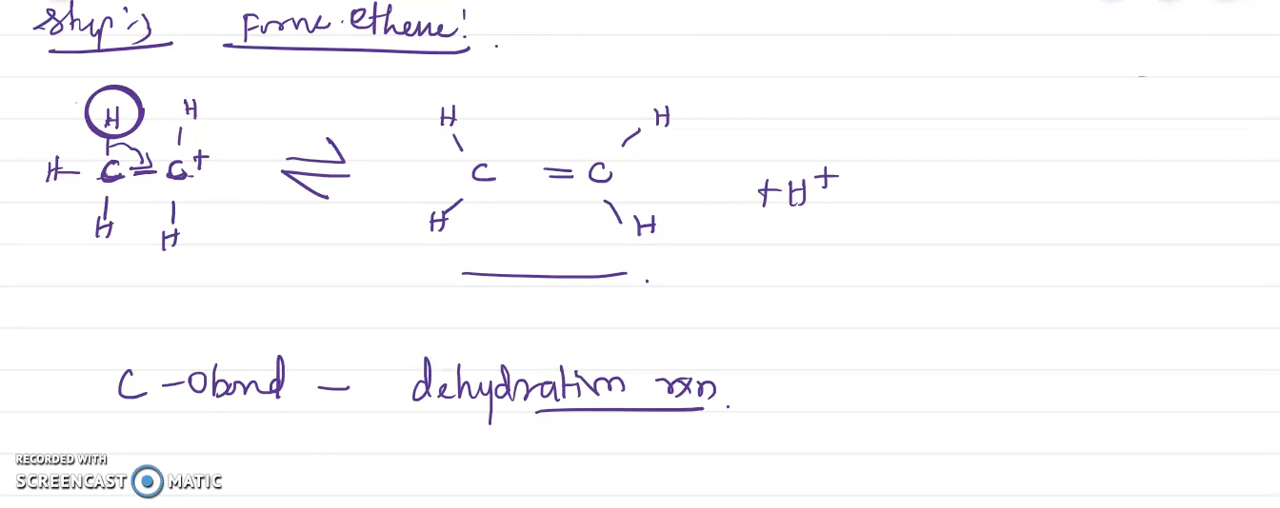 Step:3 Form ethene!
H H H H
H – C – C + ⇌ C = C + H+
H H H H
C – O bond – dehydration rxn.
RECORDED WITH
SCREENCAST MATIC